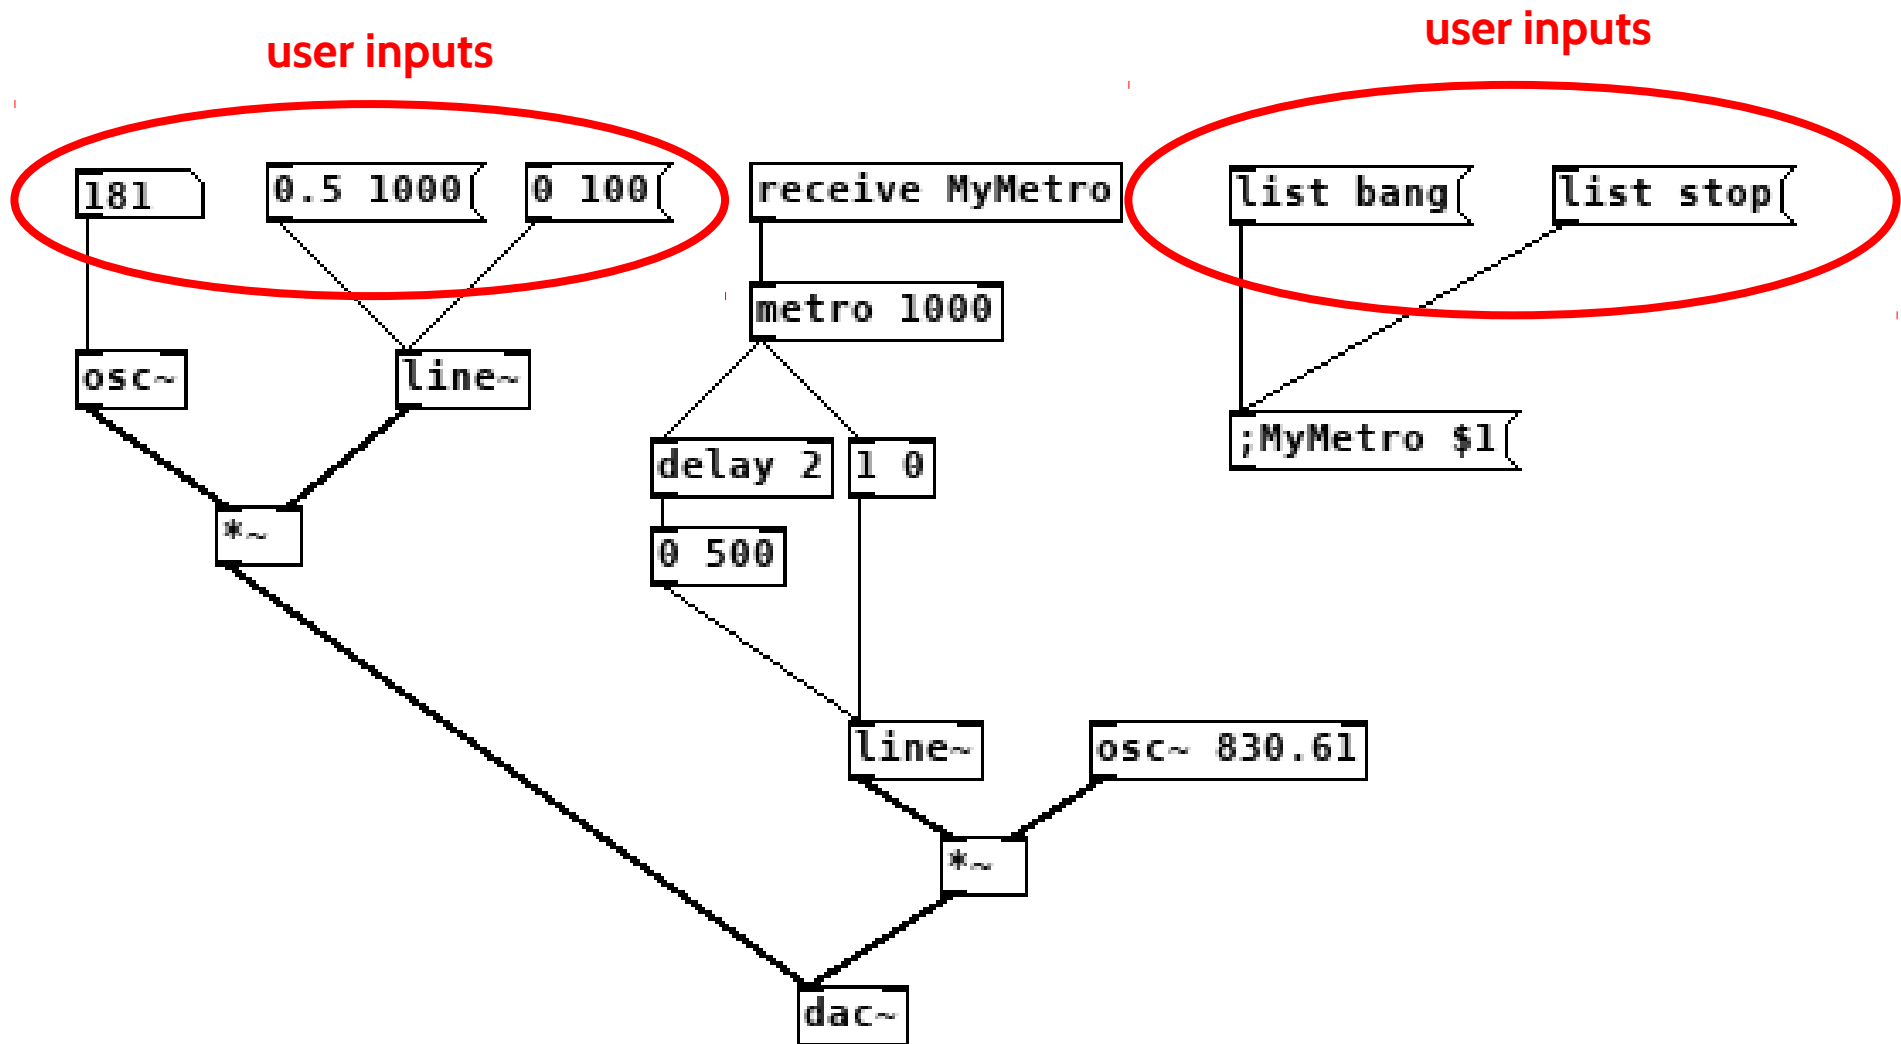 user inputs
user inputs
181
0.5 1000
0 100
receive MyMetro
list bang
list stop
metro 1000
osc~
line~
;MyMetro $1
delay 2
1 0
*~
0 500
line~
osc~ 830.61
*~
dac~